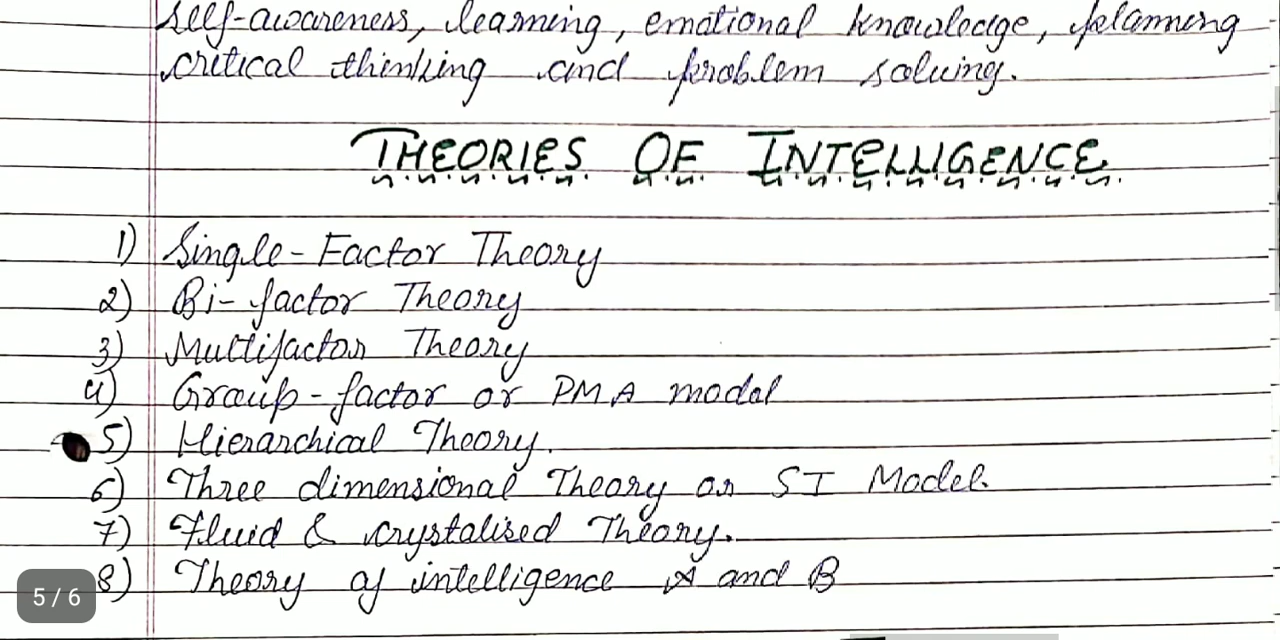 self-awareness, learning, emotional knowledge, planning
critical thinking and problem solving.
THEORIES OF INTELLIGENCE
1) Single-Factor Theory
2) Bi-factor Theory
3) Multifactor Theory
4) Group-factor or PMA model
5) Hierarchical Theory.
6) Three dimensional Theory or SI Model.
7) Fluid & crystalised Theory.
8) Theory of intelligence A and B
5/6